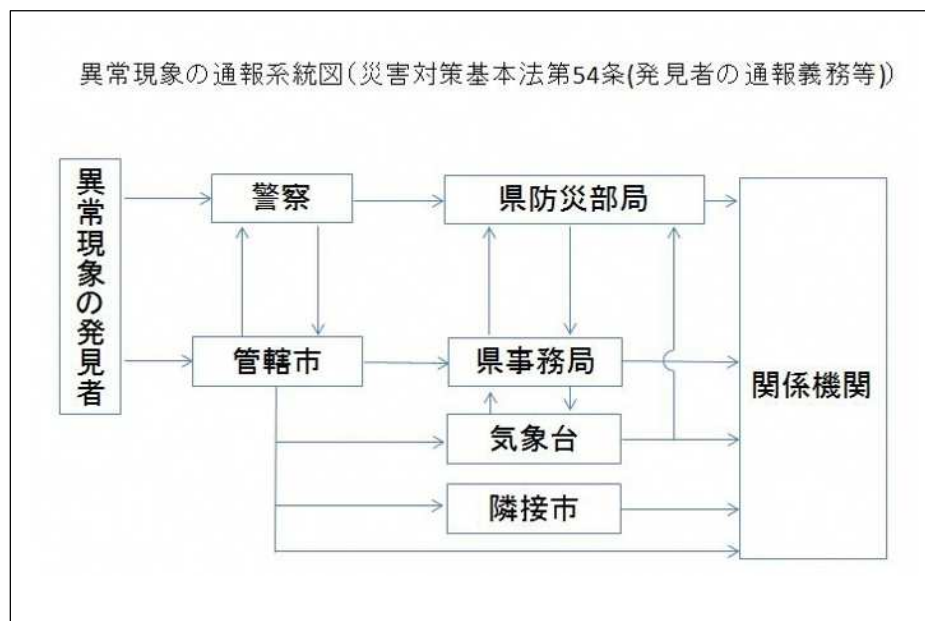 異常現象の通報系統図(災害対策基本法第54条(発見者の通報義務等))
異常現象の発見者
警察
県防災部局
管轄市
県事務局
関係機関
気象台
隣接市